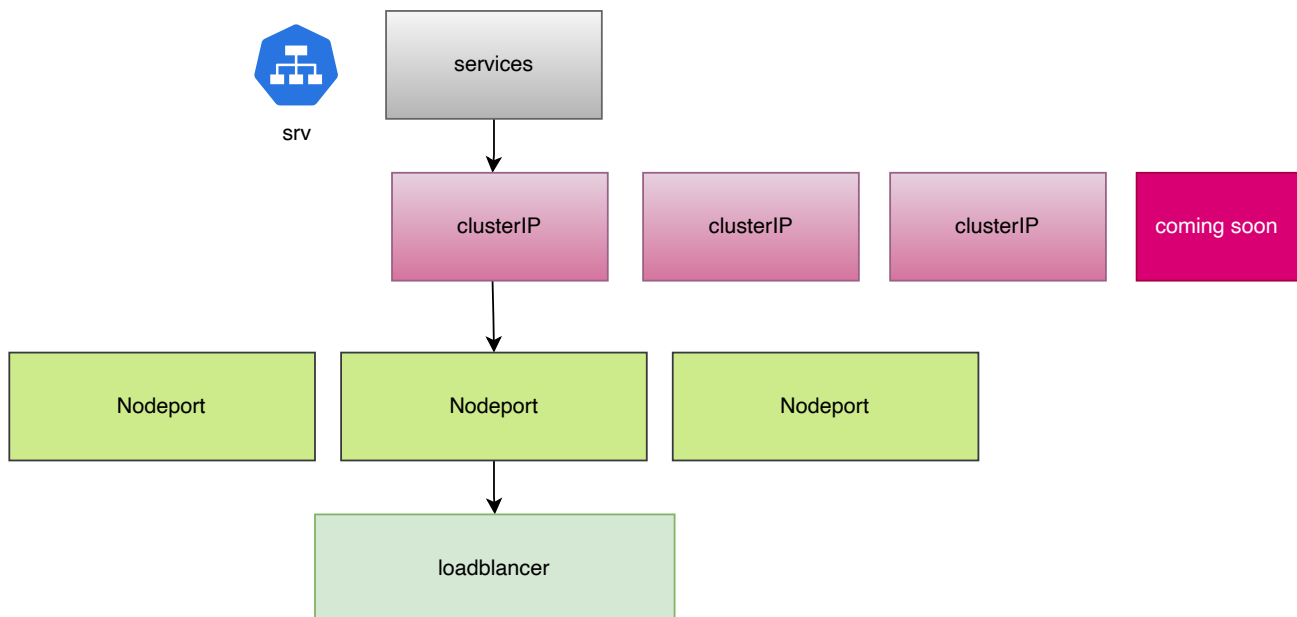 services
srv
clusterIP
clusterIP
clusterIP
coming soon
Nodeport
Nodeport
Nodeport
loadblancer